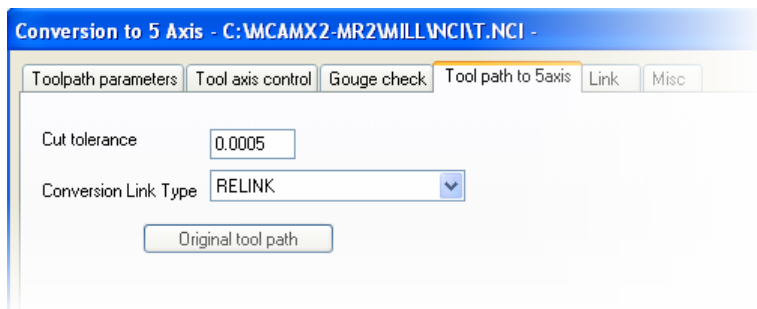 Conversion to 5 Axis - C:\MCAMX2-MR2\MILL\NCI\T.NCI -
Toolpath parameters Tool axis control Gouge check Tool path to 5axis Link Misc
Cut tolerance 0.0005
Conversion Link Type RELINK
Original tool path